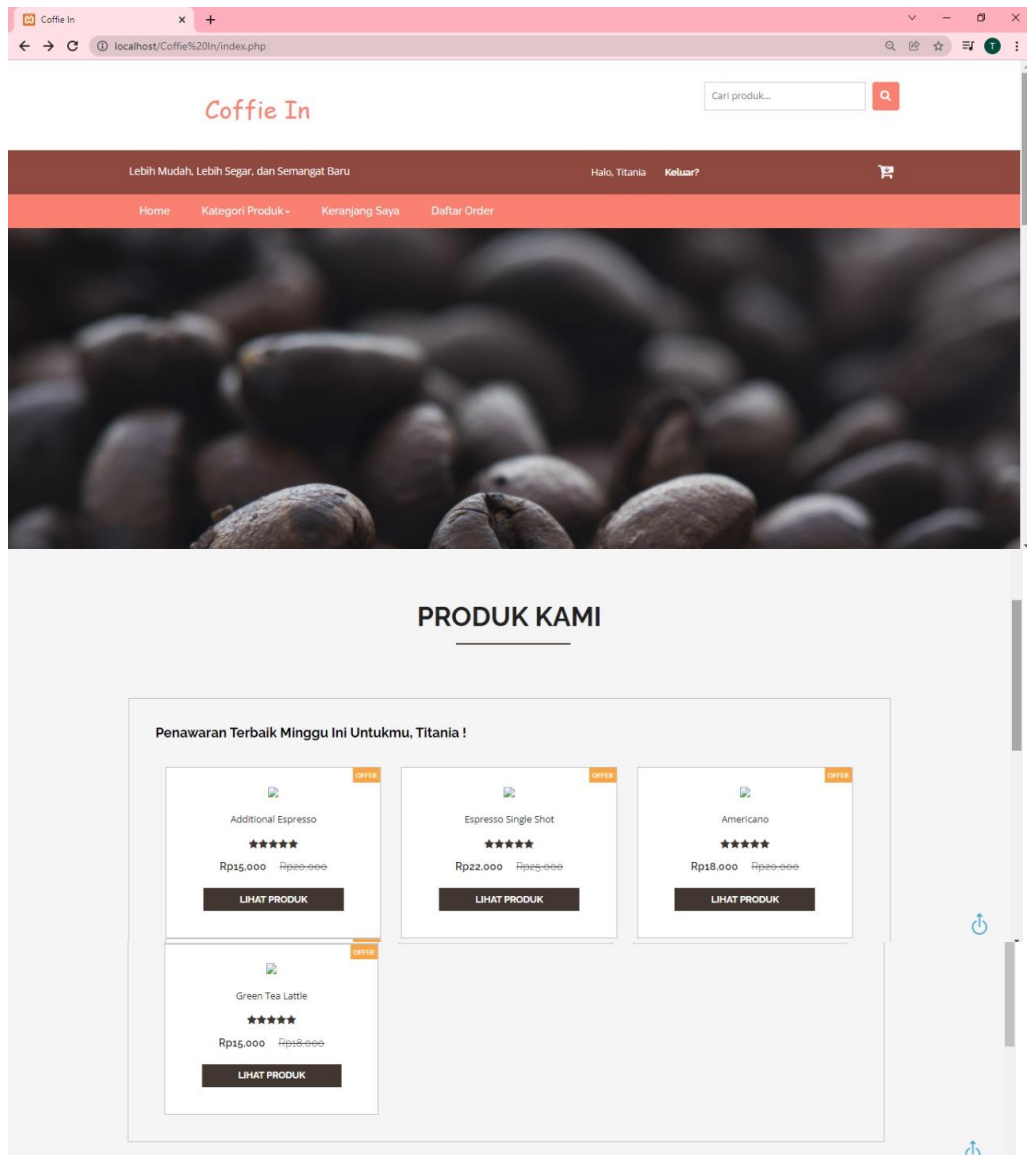 Coffie In
localhost/Coffie%20In/index.php
T
Coffie In
Cari produk...
Lebih Mudah, Lebih Segar, dan Semangat Baru
Halo, Titania Keluar?
Home Kategori Produk Keranjang Saya Daftar Order
PRODUK KAMI
Penawaran Terbaik Minggu Ini Untukmu, Titania !
OFFER OFFER OFFER
Additional Espresso Espresso Single Shot Americano
Rp15,000 Rp20,000 Rp22,000 Rp25,000 Rp18,000 Rp20,000
LIHAT PRODUK LIHAT PRODUK LIHAT PRODUK
OFFER
Green Tea Lattle
Rp15,000 Rp18,000
LIHAT PRODUK